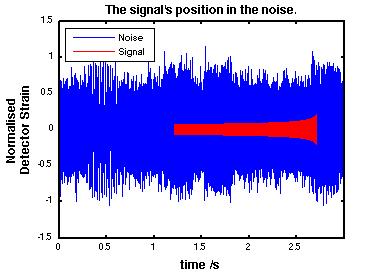 The signal's position in the noise.
1.5
Noise
Signal
1
0.5
0
-0.5
-1
-1.5
Normalised
Detector Strain
0 0.5 1 1.5 2 2.5
time /s